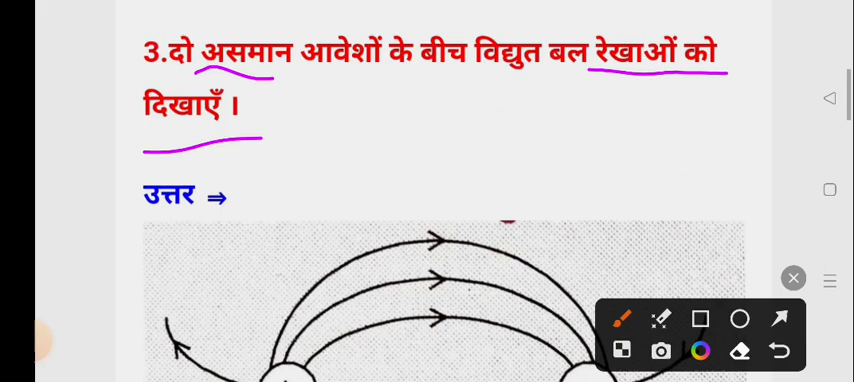 3.दो असमान आवेशों के बीच विद्युत बल रेखाओं को
दिखाएँ ।
उत्तर ⇒